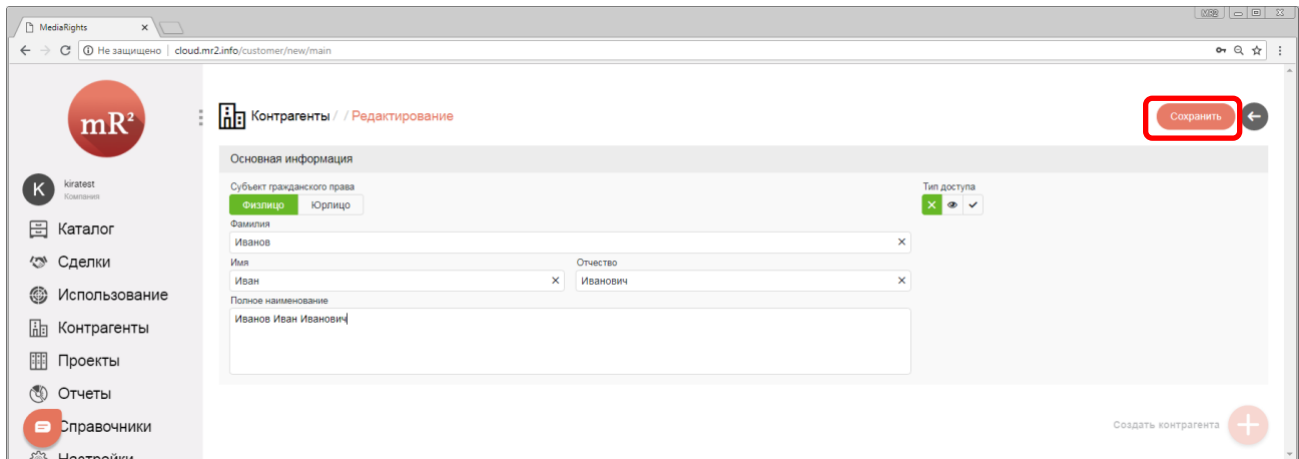 MR2
MediaRights
Не защищено | cloud.mr2.info/customer/new/main
mR²
Контрагенты / / Редактирование
Сохранить
Основная информация
K
kiratest
Компания
Субъект гражданского права
Тип доступа
Физлицо Юрлицо
Фамилия
Каталог
Иванов
Сделки
Имя Отчество
Иван Иванович
Использование
Полное наименование
Иванов Иван Иванович
Контрагенты
Проекты
Отчеты
Справочники
Создать контрагента
Настройки